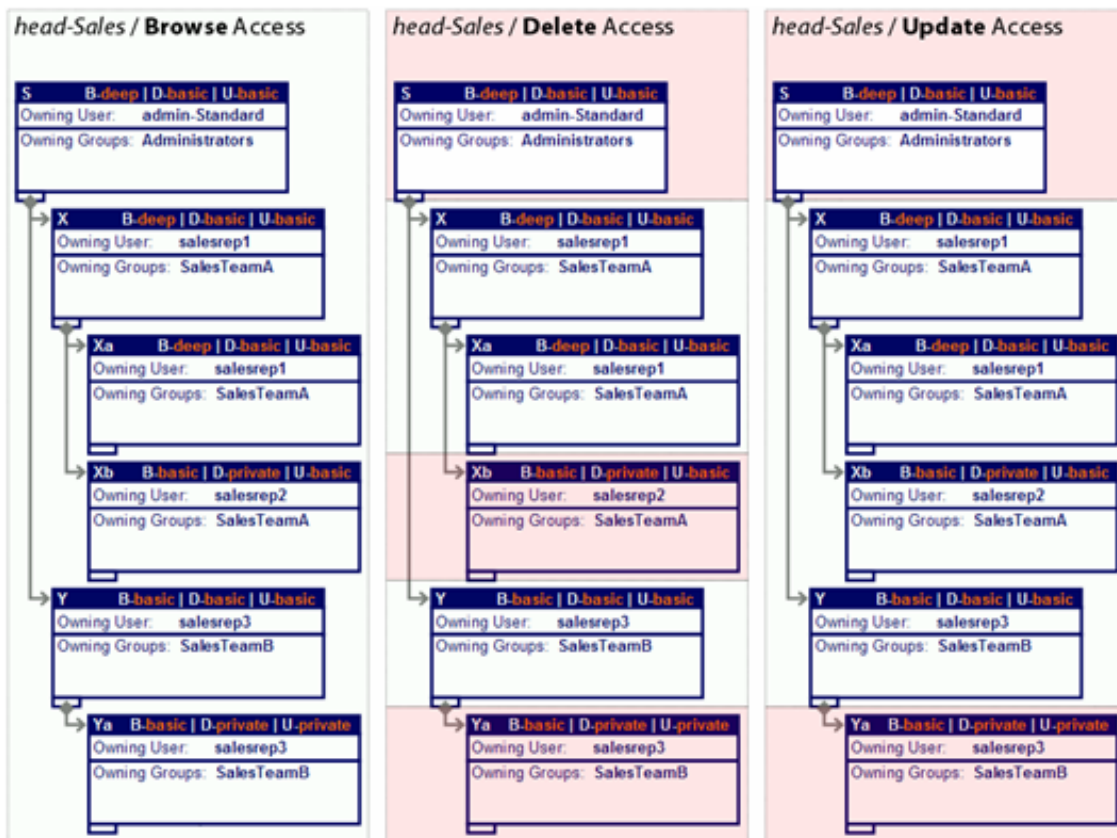 head-Sales / Browse Access
S B-deep | D-basic | U-basic
Owning User: admin-Standard
Owning Groups: Administrators
X B-deep | D-basic | U-basic
Owning User: salesrep1
Owning Groups: SalesTeamA
Xa B-deep | D-basic | U-basic
Owning User: salesrep1
Owning Groups: SalesTeamA
Xb B-basic | D-private | U-basic
Owning User: salesrep2
Owning Groups: SalesTeamA
Y B-basic | D-basic | U-basic
Owning User: salesrep3
Owning Groups: SalesTeamB
Ya B-basic | D-private | U-private
Owning User: salesrep3
Owning Groups: SalesTeamB
head-Sales / Delete Access
S B-deep | D-basic | U-basic
Owning User: admin-Standard
Owning Groups: Administrators
X B-deep | D-basic | U-basic
Owning User: salesrep1
Owning Groups: SalesTeamA
Xa B-deep | D-basic | U-basic
Owning User: salesrep1
Owning Groups: SalesTeamA
Xb B-basic | D-private | U-basic
Owning User: salesrep2
Owning Groups: SalesTeamA
Y B-basic | D-basic | U-basic
Owning User: salesrep3
Owning Groups: SalesTeamB
Ya B-basic | D-private | U-private
Owning User: salesrep3
Owning Groups: SalesTeamB
head-Sales / Update Access
S B-deep | D-basic | U-basic
Owning User: admin-Standard
Owning Groups: Administrators
X B-deep | D-basic | U-basic
Owning User: salesrep1
Owning Groups: SalesTeamA
Xa B-deep | D-basic | U-basic
Owning User: salesrep1
Owning Groups: SalesTeamA
Xb B-basic | D-private | U-basic
Owning User: salesrep2
Owning Groups: SalesTeamA
Y B-basic | D-basic | U-basic
Owning User: salesrep3
Owning Groups: SalesTeamB
Ya B-basic | D-private | U-private
Owning User: salesrep3
Owning Groups: SalesTeamB